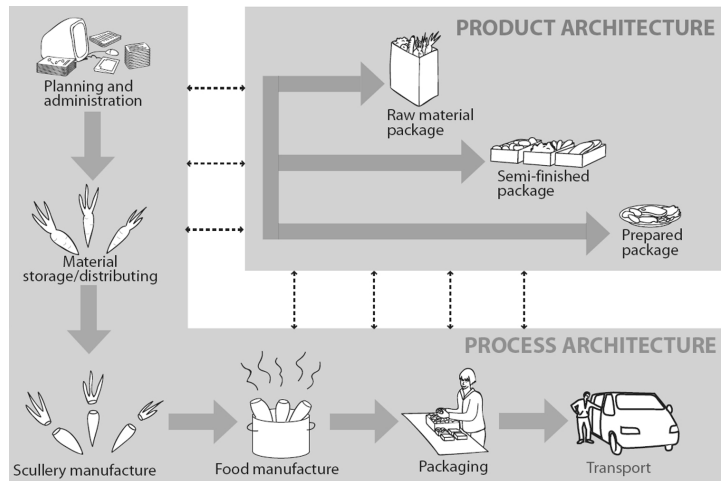 PRODUCT ARCHITECTURE
Planning and
administration
Raw material
package
Semi-finished
package
Prepared
package
Material
storage/distributing
PROCESS ARCHITECTURE
Scullery manufacture
Food manufacture
Packaging
Transport